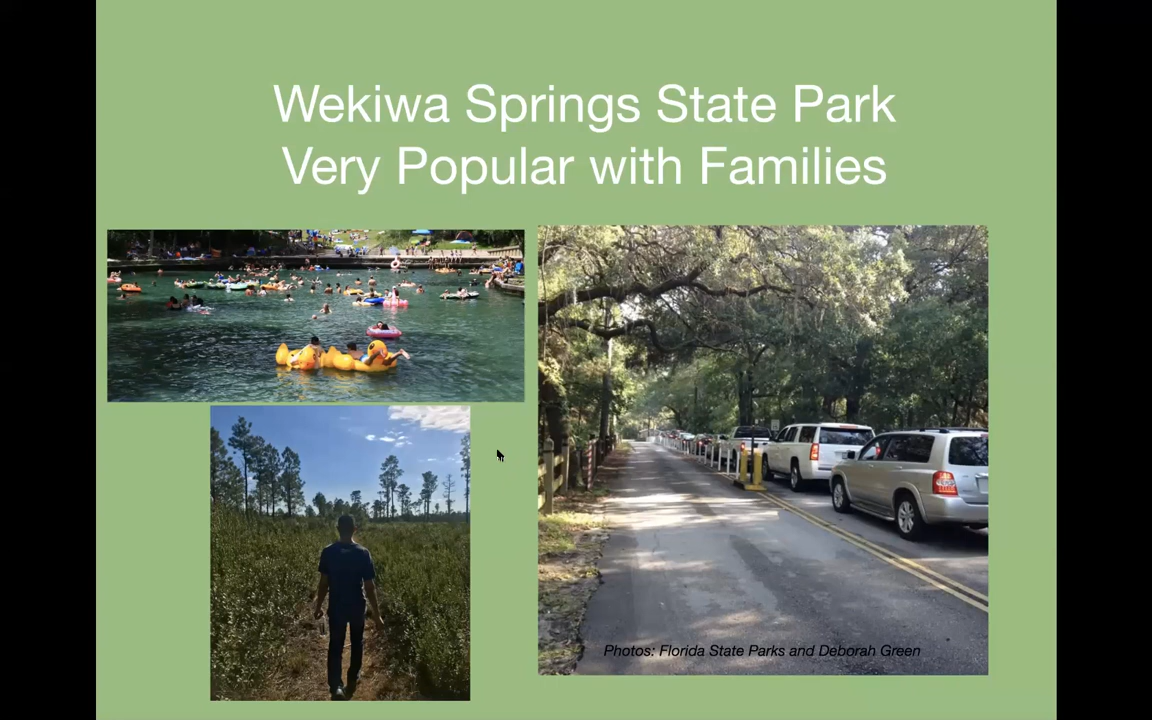 Wekiwa Springs State Park
Very Popular with Families
Photos: Florida State Parks and Deborah Green